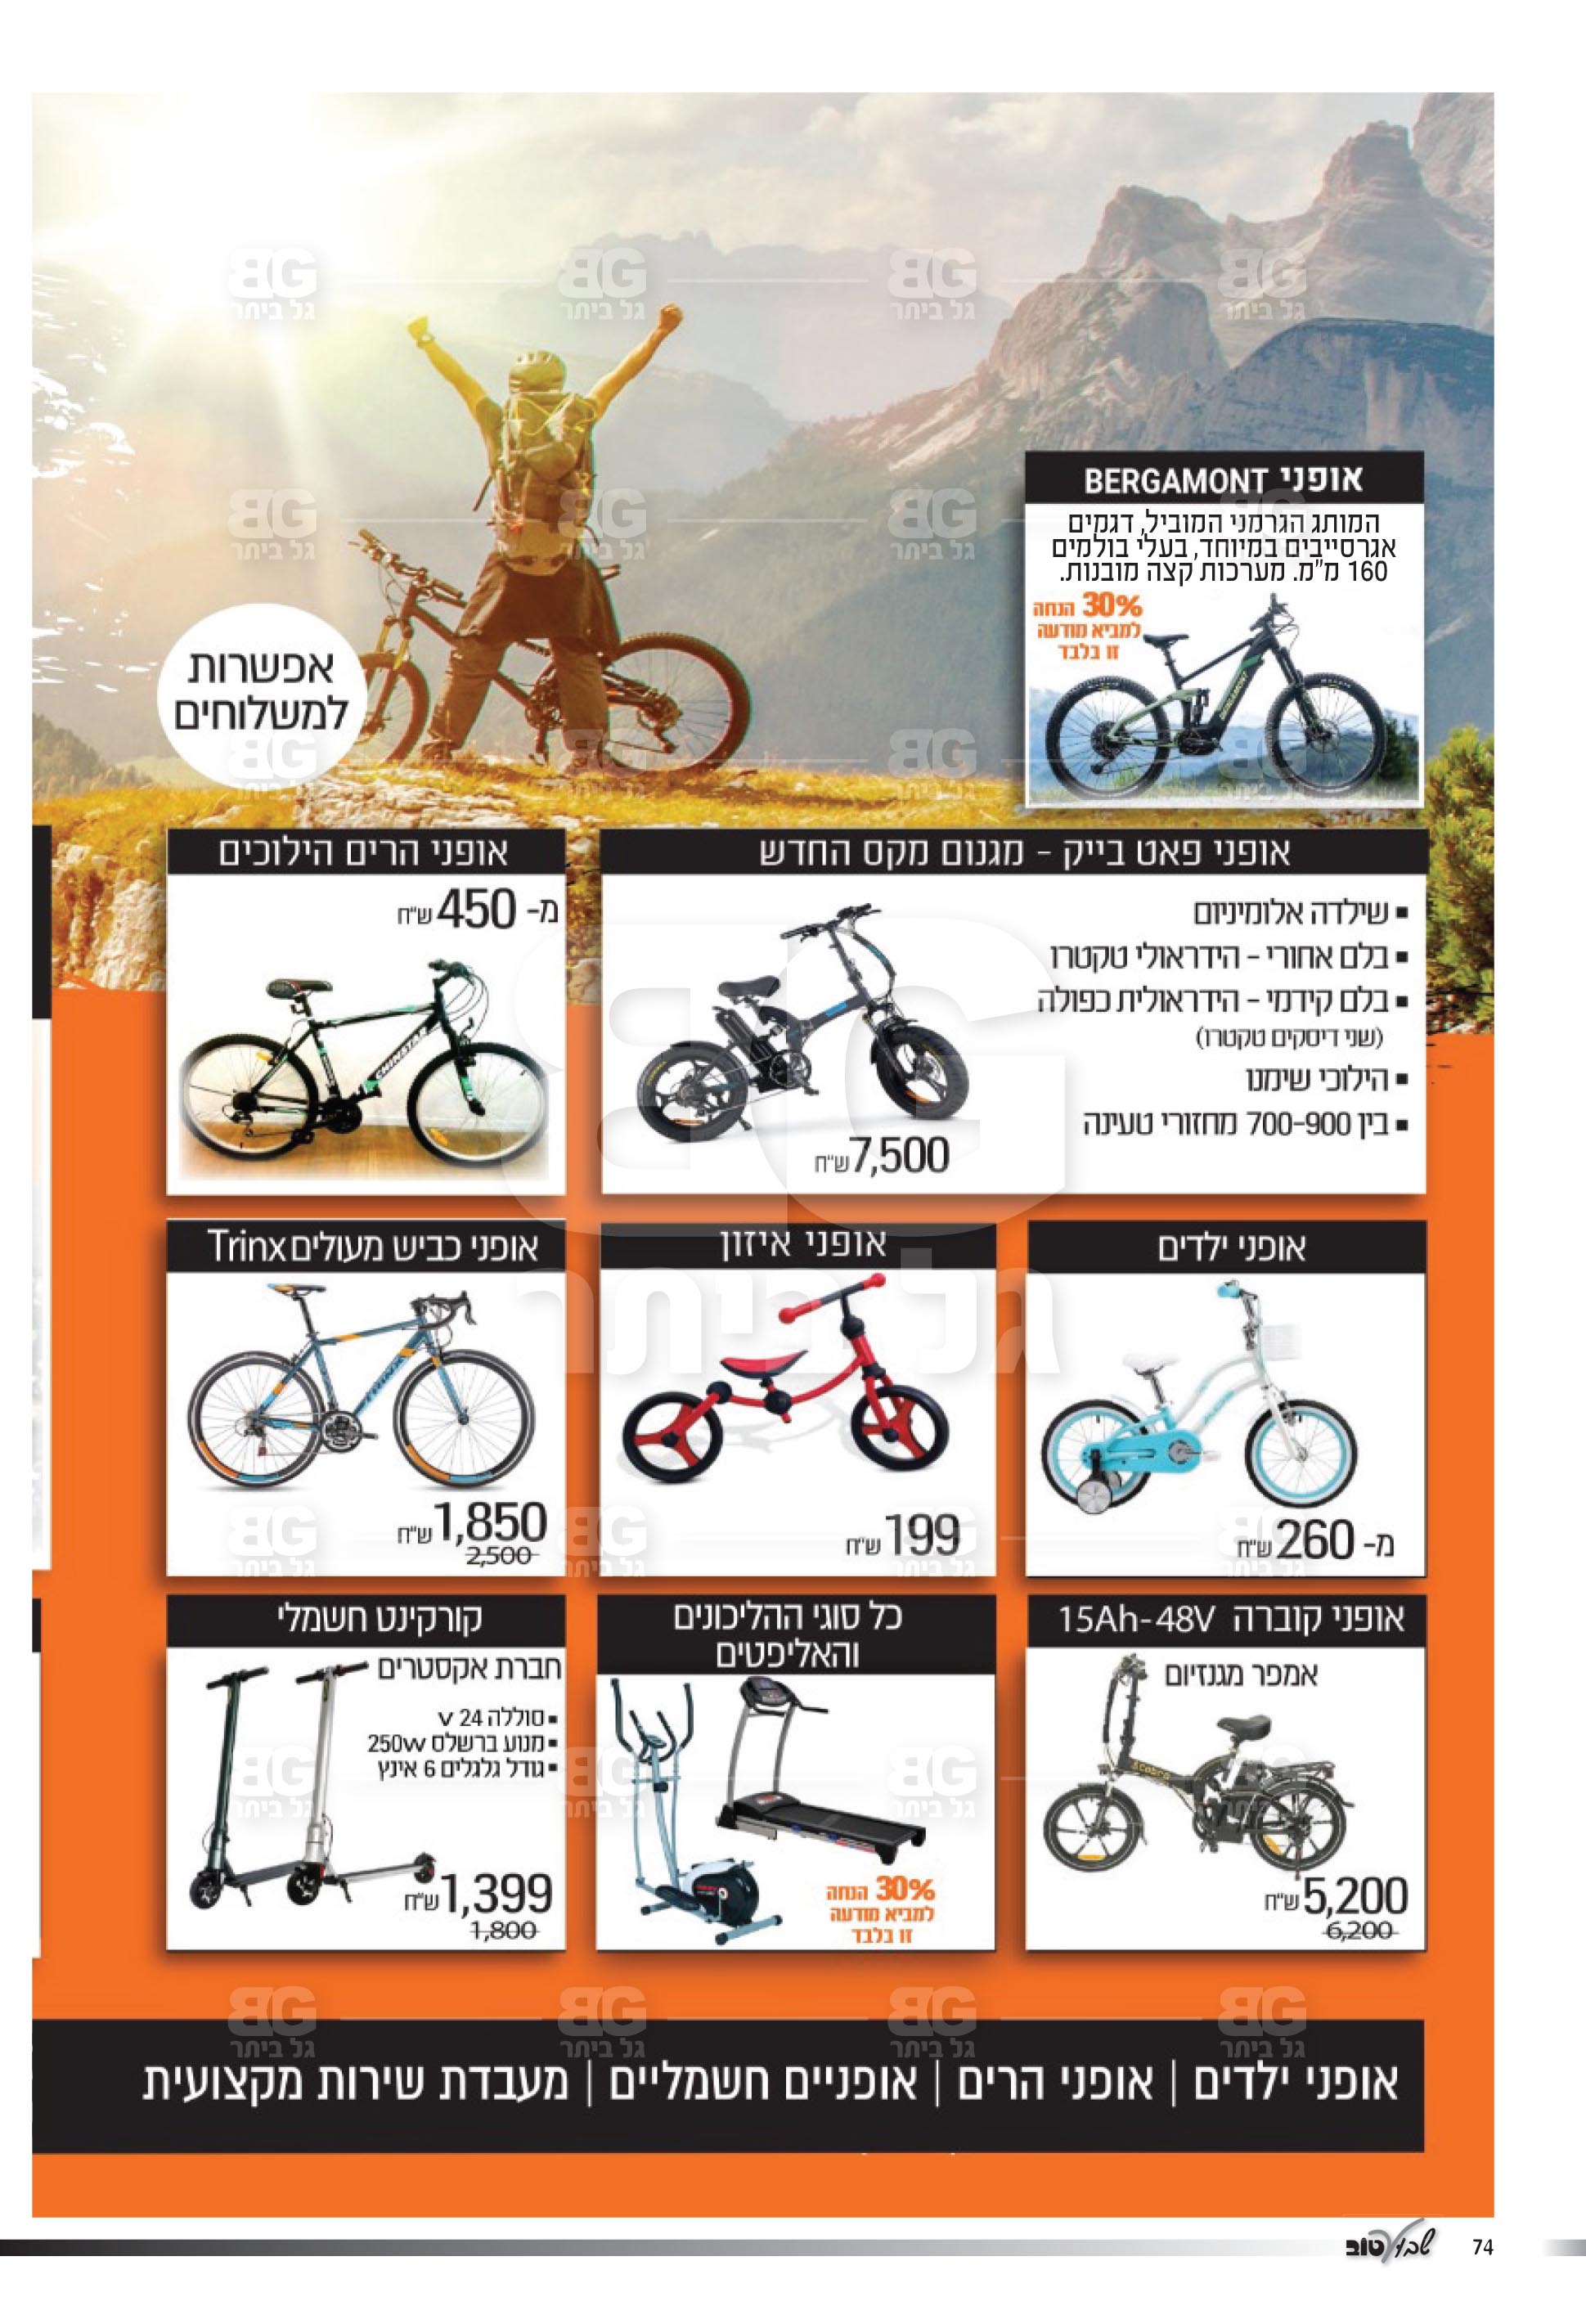 אופני BERGAMONT
המותג הגרמני המוביל, דגמים
אגרסייבים במיוחד, בעלי בולמים
160 מ"מ. מערכות קצה מובנות.
30% הנחה
למביא מודעה
זו בלבד
אפשרות
למשלוחים
אופני פאט בייק - מגנום מקס החדש
▪ שילדה אלומיניום
▪ בלם אחורי - הידראולי טקטרו
▪ בלם קידמי - הידראולית כפולה
(שני דיסקים טקטרו)
▪ הילוכי שימנו
▪ בין 700-900 מחזורי טעינה
7,500 ש"ח
אופני הרים הילוכים
מ- 450 ש"ח
CHINSTAR
אופני ילדים
מ- 260 ש"ח
אופני איזון
199 ש"ח
אופני כביש מעולים Trinx
1,850 ש"ח
2,500
אופני קוברה 15Ah-48V
אמפר מגנזיום
Cobra
5,200 ש"ח
6,200
כל סוגי ההליכונים
והאליפטים
30% הנחה
למביא מודעה
זו בלבד
קורקינט חשמלי
חברת אקסטרים
▪ סוללה 24 v
▪ מנוע ברשלס 250w
▪ גודל גלגלים 6 אינץ
1,399 ש"ח
1,800
אופני ילדים | אופני הרים | אופניים חשמליים | מעבדת שירות מקצועית
BG
גל ביתר
74 שבוע טוב